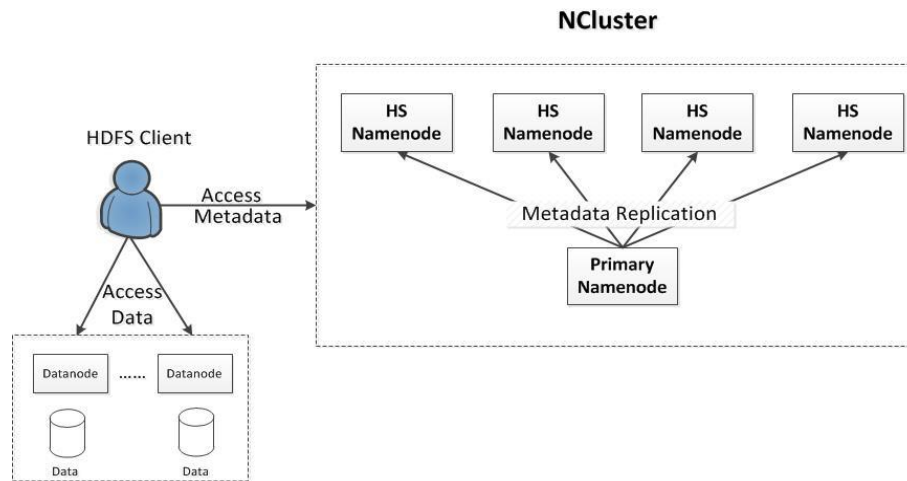 NCluster
HS
Namenode
HS
Namenode
HS
Namenode
HS
Namenode
HDFS Client
Access
Metadata
Metadata Replication
Primary
Namenode
Access
Data
Datanode
......
Datanode
Data
Data